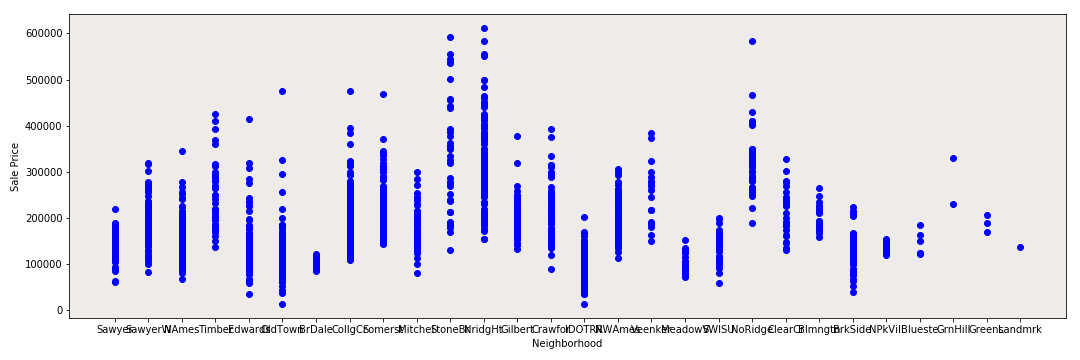 600000
500000
400000
Sale Price
300000
200000
100000
0
Sawyer SawyerW NAmes Timber Edwards OldTown BrDale CollgCr Somerst Mitchel StoneBr NridgHt Gilbert Crawfor IDOTRR NWAmes Veenker MeadowV SWISU NoRidge ClearCr Blmngtn BrkSide NPkVill Blueste GrnHill Greens Landmrk
Neighborhood